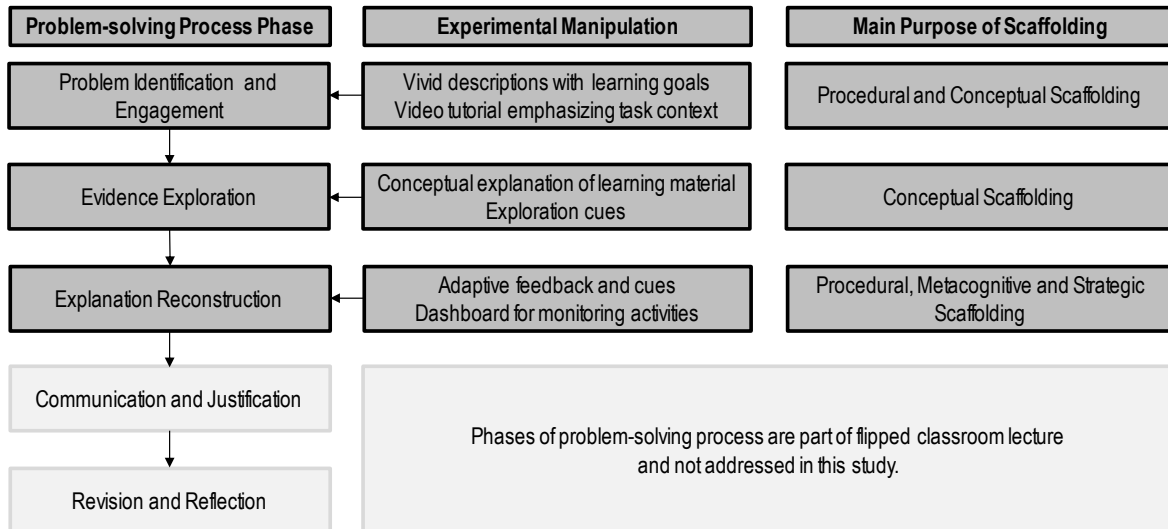 Problem-solving Process Phase
Experimental Manipulation
Main Purpose of Scaffolding
Problem Identification and
Engagement
Vivid descriptions with learning goals
Video tutorial emphasizing task context
Procedural and Conceptual Scaffolding
Evidence Exploration
Conceptual explanation of learning material
Exploration cues
Conceptual Scaffolding
Explanation Reconstruction
Adaptive feedback and cues
Dashboard for monitoring activities
Procedural, Metacognitive and Strategic
Scaffolding
Communication and Justification
Phases of problem-solving process are part of flipped classroom lecture
and not addressed in this study.
Revision and Reflection